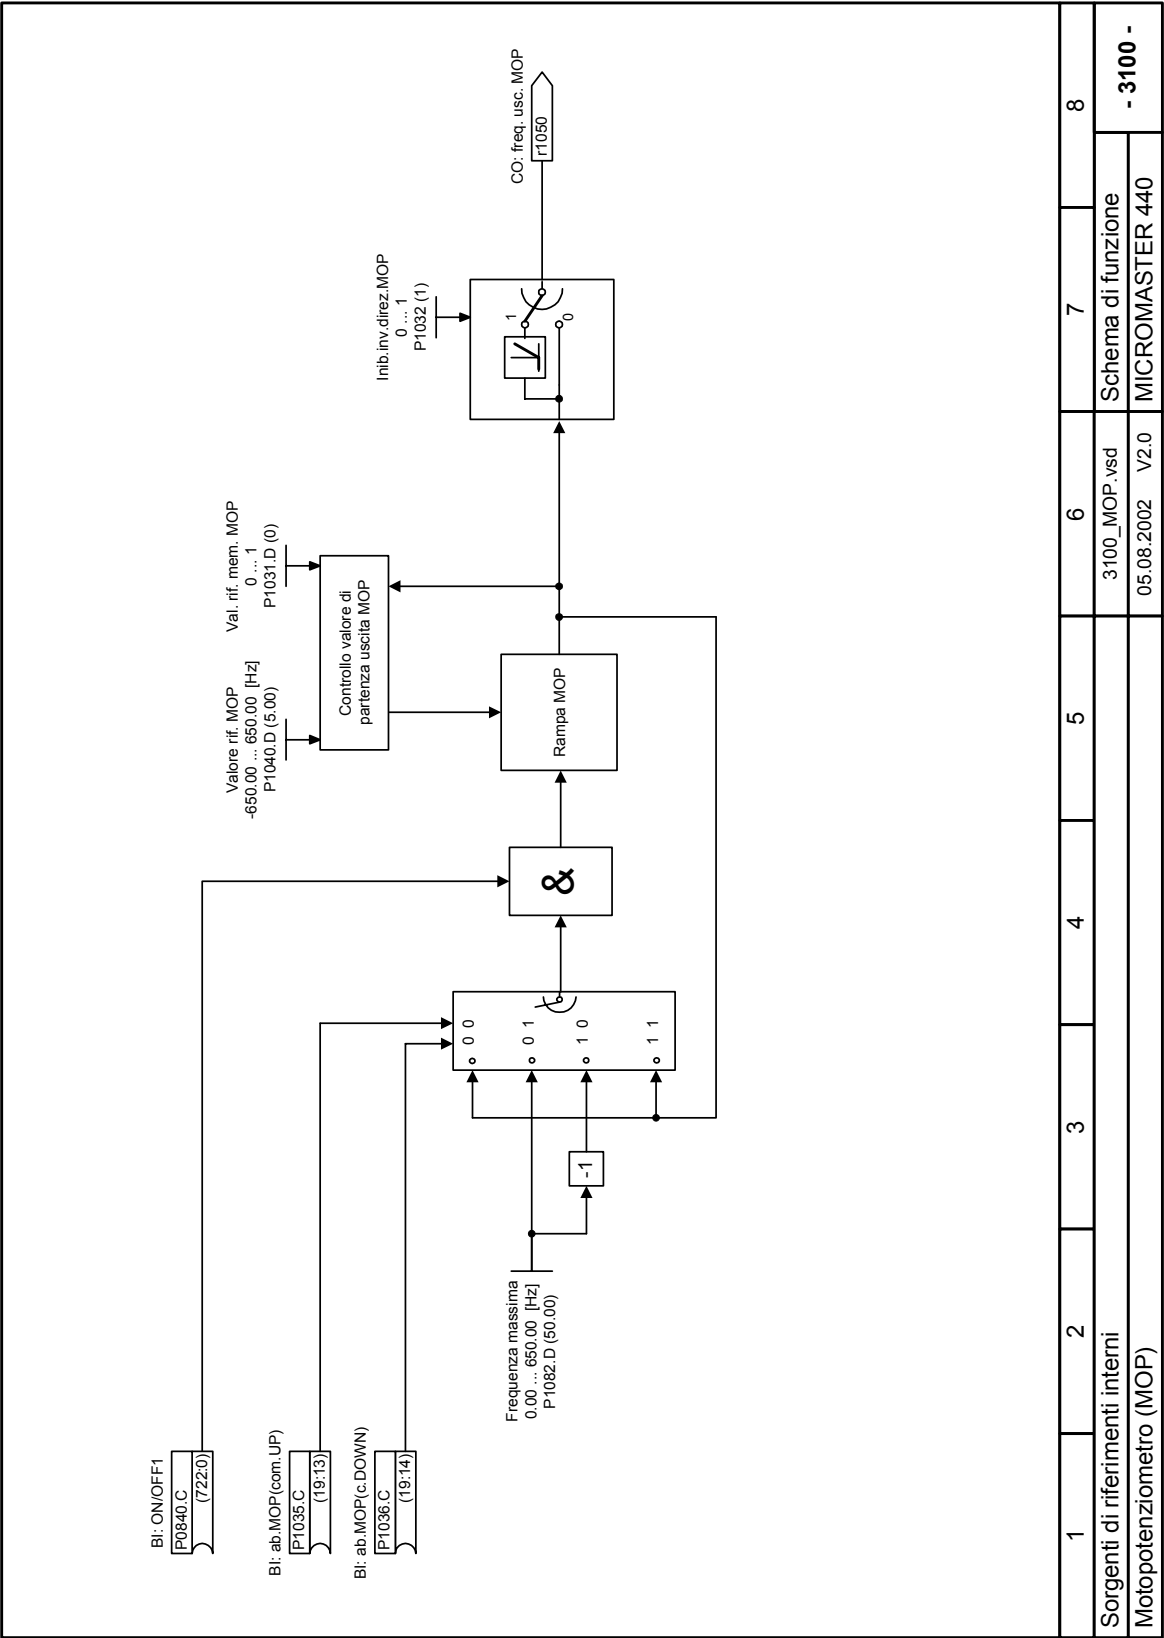 BI: ON/OFF1
P0840.C
(722:0)
BI: ab.MOP(com.UP)
P1035.C
(19:13)
BI: ab.MOP(c.DOWN)
P1036.C
(19:14)
Frequenza massima
0.00 ... 650.00 [Hz]
P1082.D (50.00)
-1
0 0
0 1
1 0
1 1
&
Valore rif. MOP
-650.00 ... 650.00 [Hz]
P1040.D (5.00)
Val. rif. mem. MOP
0 ... 1
P1031.D (0)
Controllo valore di
partenza uscita MOP
Rampa MOP
Inib.inv.direz.MOP
0 ... 1
P1032 (1)
1
0
CO: freq. usc. MOP
r1050
1 2 3 4 5 6 7 8
Sorgenti di riferimenti interni
Motopotenziometro (MOP)
3100_MOP.vsd
05.08.2002 V2.0
Schema di funzione
MICROMASTER 440
- 3100 -